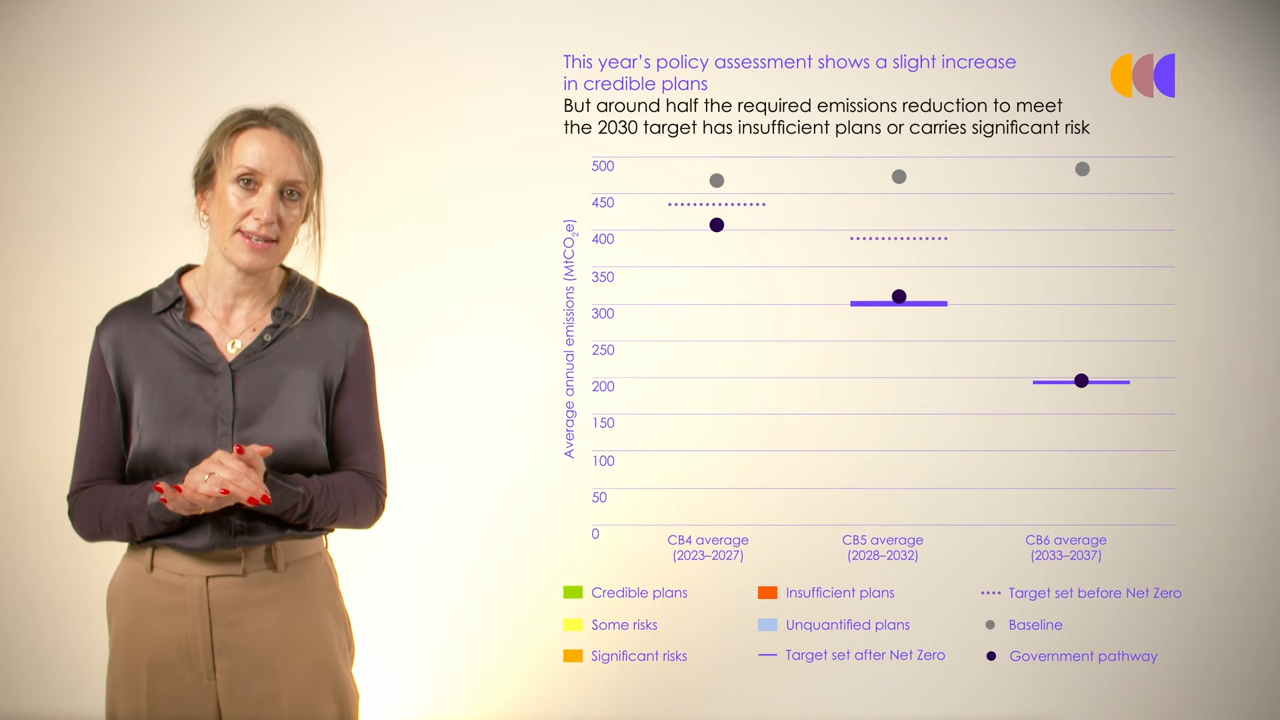 This year's policy assessment shows a slight increase
in credible plans
But around half the required emissions reduction to meet
the 2030 target has insufficient plans or carries significant risk
Average annual emissions (MtCO₂e)
500
450
400
350
300
250
200
150
100
50
0
CB4 average
(2023–2027)
CB5 average
(2028–2032)
CB6 average
(2033–2037)
Credible plans
Insufficient plans
Target set before Net Zero
Some risks
Unquantified plans
Baseline
Significant risks
Target set after Net Zero
Government pathway